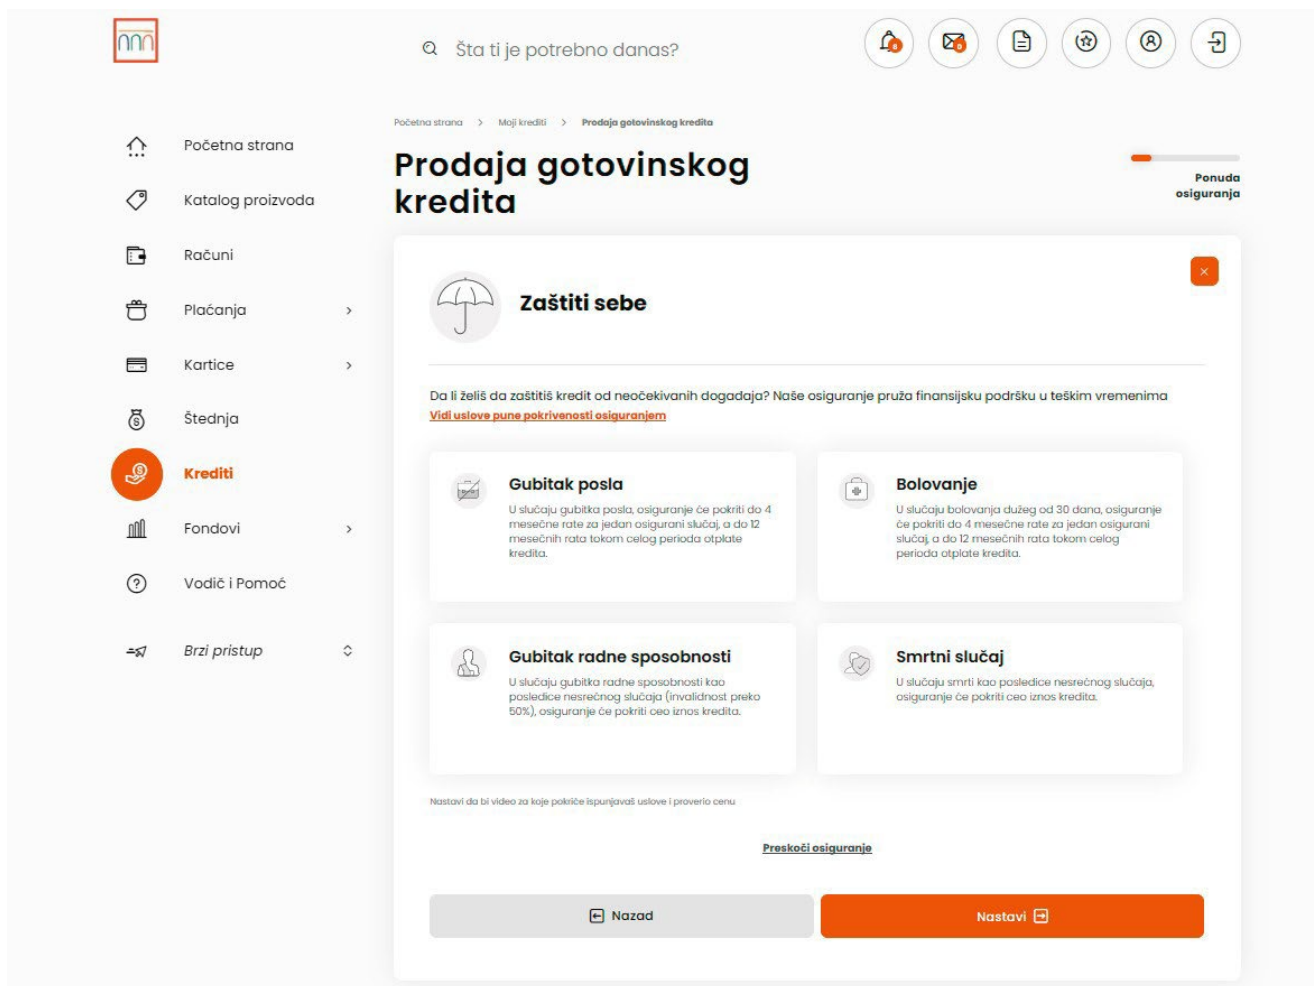 Šta ti je potrebno danas?
Početna strana > Moji krediti > Prodaja gotovinskog kredita
Prodaja gotovinskog
kredita
Ponuda
osiguranja
Početna strana
Katalog proizvoda
Računi
Plaćanja
Kartice
Štednja
Krediti
Fondovi
Vodič i Pomoć
Brzi pristup
Zaštiti sebe
Da li želiš da zaštitiš kredit od neočekivanih događaja? Naše osiguranje pruža finansijsku podršku u teškim vremenima
Vidi uslove pune pokrivenosti osiguranjem
Gubitak posla
U slučaju gubitka posla, osiguranje će pokriti do 4
mesečne rate za jedan osigurani slučaj, a do 12
mesečnih rata tokom celog perioda otplate
kredita.
Bolovanje
U slučaju bolovanja dužeg od 30 dana, osiguranje
će pokriti do 4 mesečne rate za jedan osigurani
slučaj, a do 12 mesečnih rata tokom celog
perioda otplate kredita.
Gubitak radne sposobnosti
U slučaju gubitka radne sposobnosti kao
posledice nesrećnog slučaja (invalidnost preko
50%), osiguranje će pokriti ceo iznos kredita.
Smrtni slučaj
U slučaju smrti kao posledice nesrećnog slučaja,
osiguranje će pokriti ceo iznos kredita.
Nastavi da bi video za koje pokriće ispunjavaš uslove i proverio cenu
Preskoči osiguranje
Nazad
Nastavi